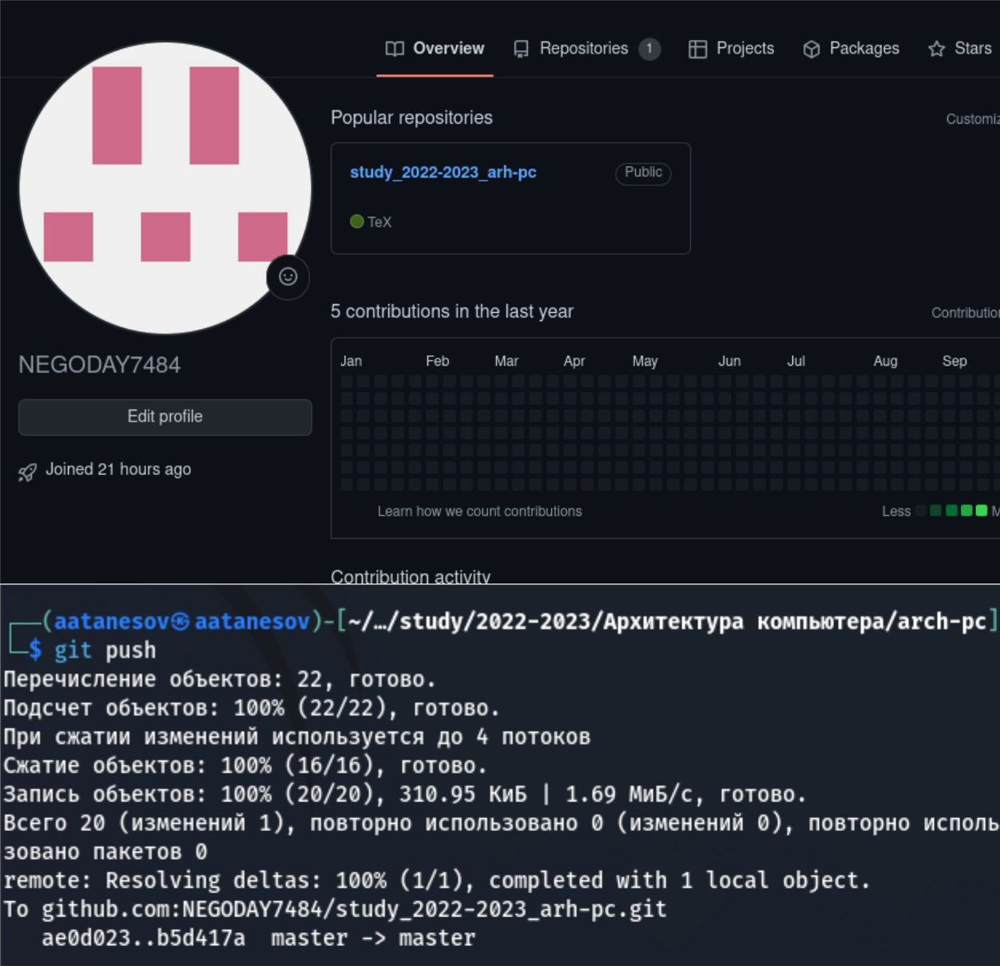 Overview Repositories 1 Projects Packages Stars
Popular repositories
study_2022-2023_arh-pc Public
TeX
5 contributions in the last year
Jan Feb Mar Apr May Jun Jul Aug Sep
Learn how we count contributions
Less
Contribution activity
NEGODAY7484
Edit profile
Joined 21 hours ago
┌──(aatanesov㉿aatanesov)-[~/…/study/2022-2023/Архитектура компьютера/arch-pc]
└─$ git push
Перечисление объектов: 22, готово.
Подсчет объектов: 100% (22/22), готово.
При сжатии изменений используется до 4 потоков
Сжатие объектов: 100% (16/16), готово.
Запись объектов: 100% (20/20), 310.95 КиБ | 1.69 МиБ/с, готово.
Всего 20 (изменений 1), повторно использовано 0 (изменений 0), повторно исполь
зовано пакетов 0
remote: Resolving deltas: 100% (1/1), completed with 1 local object.
To github.com:NEGODAY7484/study_2022-2023_arh-pc.git
   ae0d023..b5d417a  master -> master